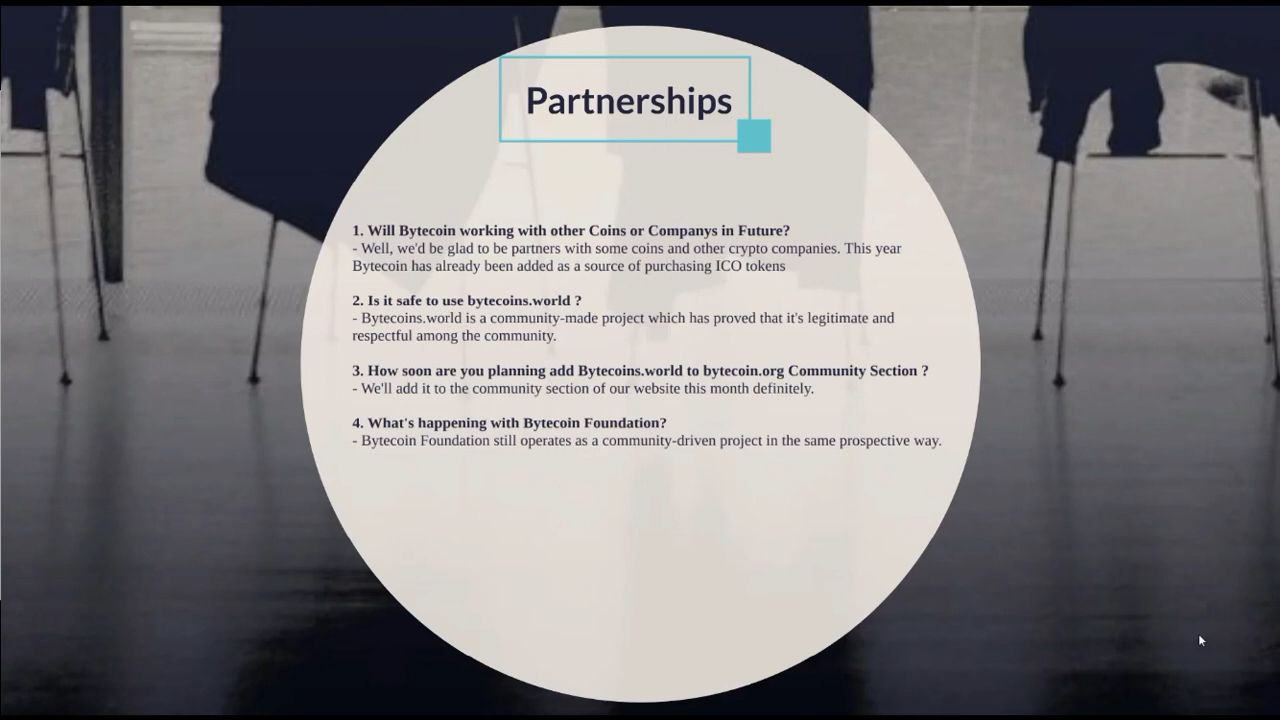 Partnerships
1. Will Bytecoin working with other Coins or Companys in Future?
- Well, we'd be glad to be partners with some coins and other crypto companies. This year
Bytecoin has already been added as a source of purchasing ICO tokens
2. Is it safe to use bytecoins.world ?
- Bytecoins.world is a community-made project which has proved that it's legitimate and
respectful among the community.
3. How soon are you planning add Bytecoins.world to bytecoin.org Community Section ?
- We'll add it to the community section of our website this month definitely.
4. What's happening with Bytecoin Foundation?
- Bytecoin Foundation still operates as a community-driven project in the same prospective way.